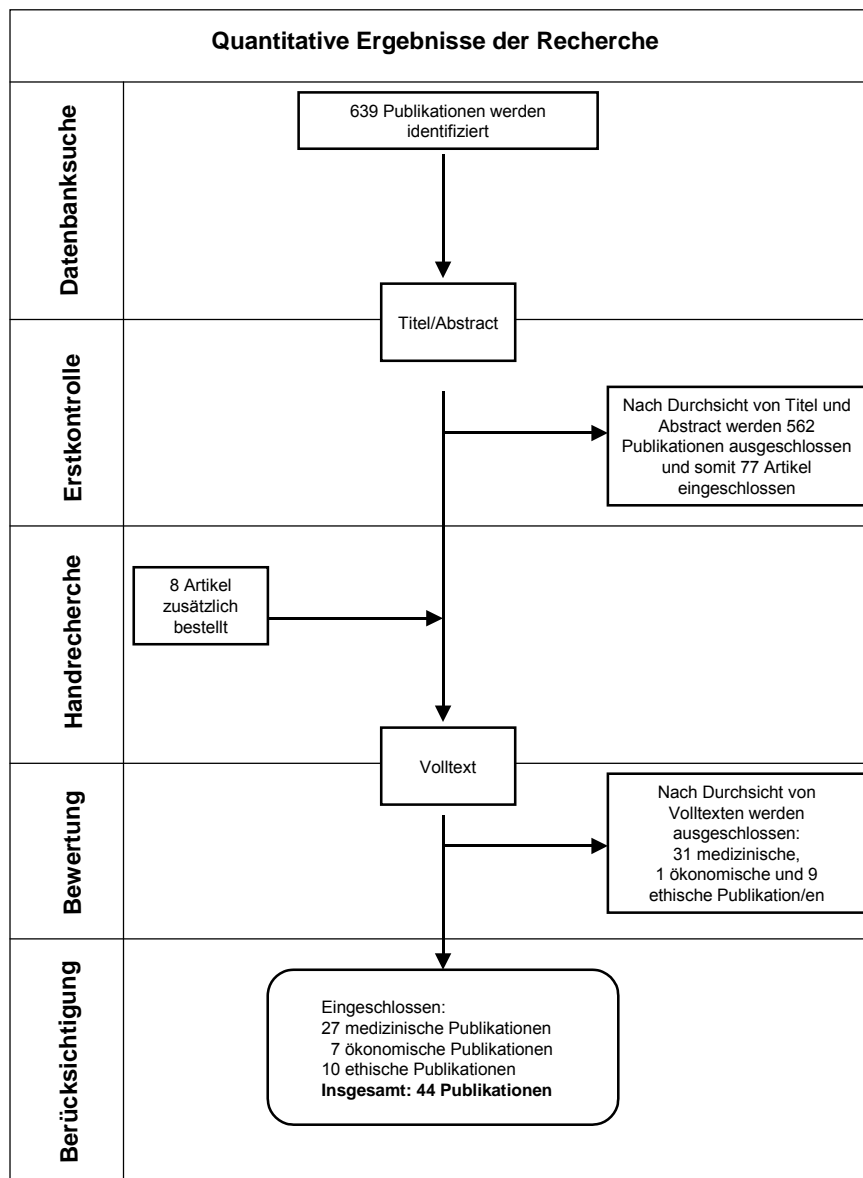 Quantitative Ergebnisse der Recherche
Datenbanksuche
639 Publikationen werden
identifiziert
Titel/Abstract
Erstkontrolle
Nach Durchsicht von Titel und
Abstract werden 562
Publikationen ausgeschlossen
und somit 77 Artikel
eingeschlossen
Handrecherche
8 Artikel
zusätzlich
bestellt
Volltext
Bewertung
Nach Durchsicht von
Volltexten werden
ausgeschlossen:
31 medizinische,
1 ökonomische und 9
ethische Publikation/en
Berücksichtigung
Eingeschlossen:
27 medizinische Publikationen
7 ökonomische Publikationen
10 ethische Publikationen
Insgesamt: 44 Publikationen